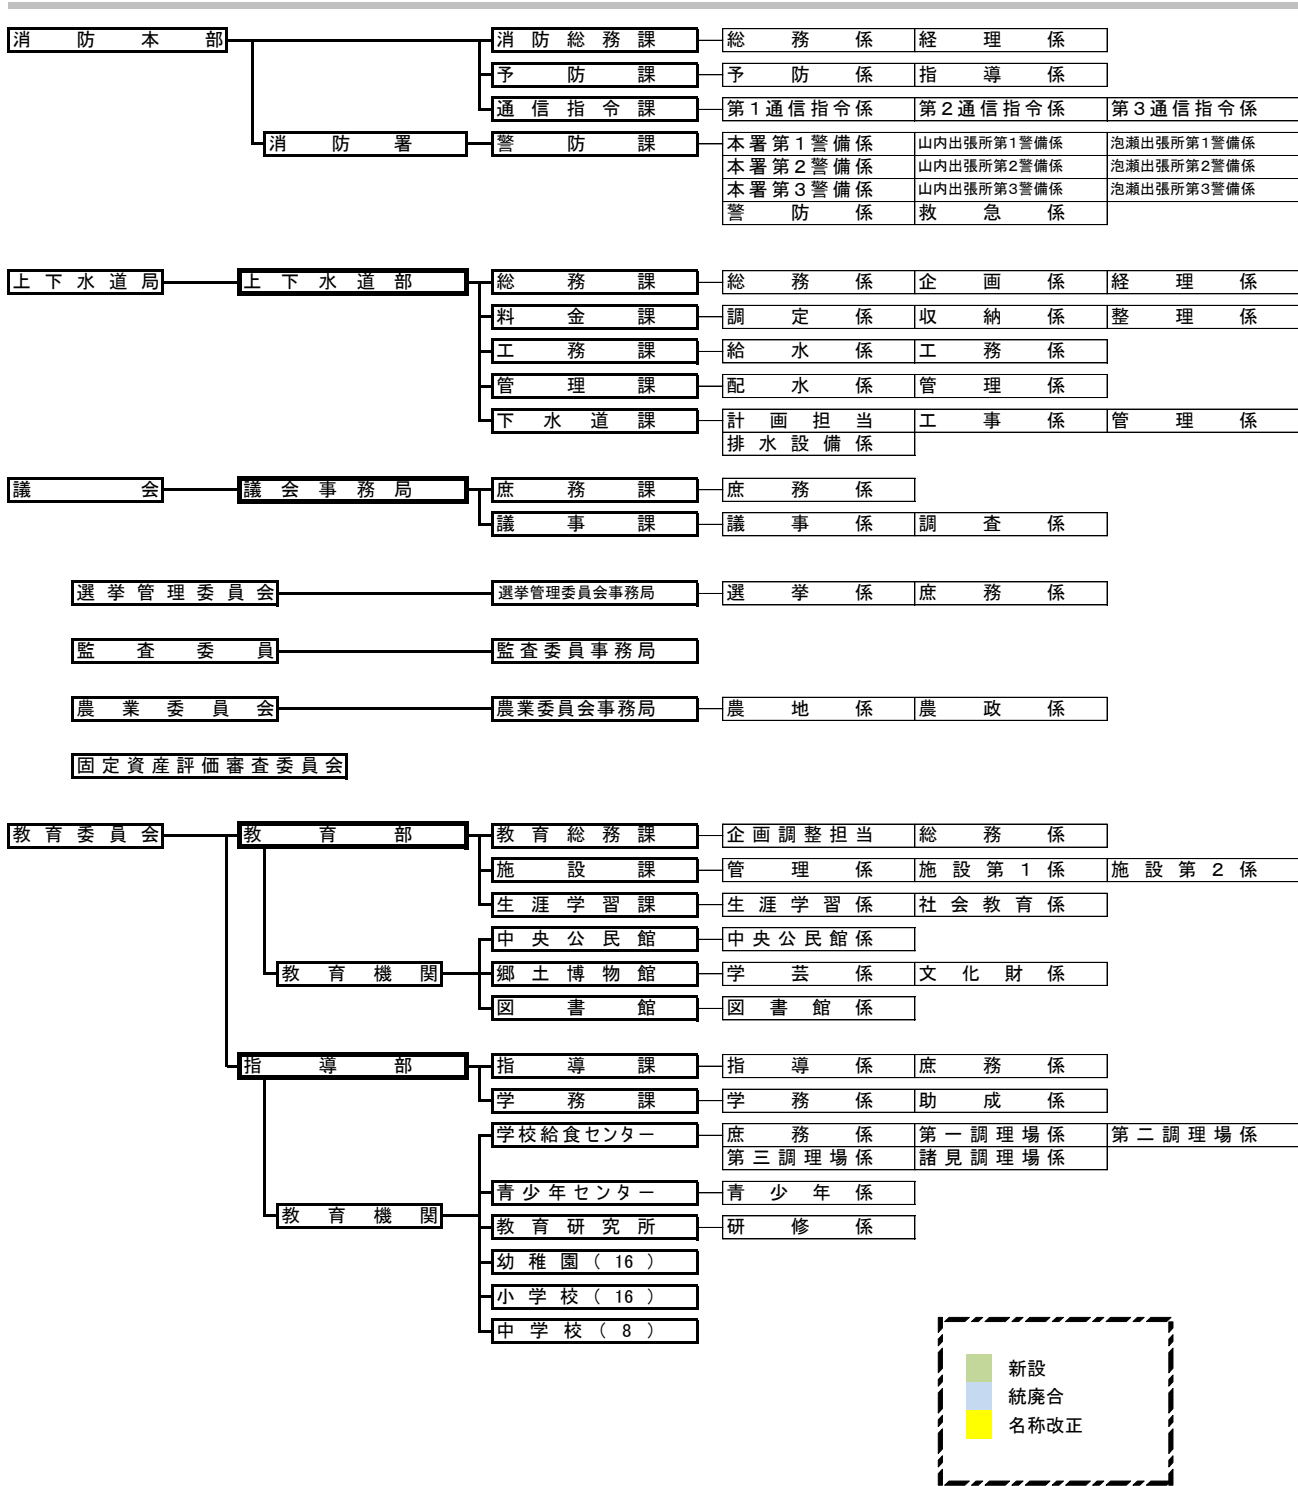 消防本部 消防総務課 総務係 経理係
予防課 予防係 指導係
通信指令課 第1通信指令係 第2通信指令係 第3通信指令係
消防署 警防課 本署第1警備係 山内出張所第1警備係 泡瀬出張所第1警備係
本署第2警備係 山内出張所第2警備係 泡瀬出張所第2警備係
本署第3警備係 山内出張所第3警備係 泡瀬出張所第3警備係
警防係 救急係
上下水道局 上下水道部 総務課 総務係 企画係 経理係
料金課 調定係 収納係 整理係
工務課 給水係 工務係
管理課 配水係 管理係
下水道課 計画担当 工事係 管理係
排水設備係
議会 議会事務局 庶務課 庶務係
議事課 議事係 調査係
選挙管理委員会 選挙管理委員会事務局 選挙係 庶務係
監査委員 監査委員事務局
農業委員会 農業委員会事務局 農地係 農政係
固定資産評価審査委員会
教育委員会 教育部 教育総務課 企画調整担当 総務係
施設課 管理係 施設第1係 施設第2係
生涯学習課 生涯学習係 社会教育係
中央公民館 中央公民館係
教育機関 郷土博物館 学芸係 文化財係
図書館 図書館係
指導部 指導課 指導係 庶務係
学務課 学務係 助成係
学校給食センター 庶務係 第一調理場係 第二調理場係
第三調理場係 諸見調理場係
青少年センター 青少年係
教育機関 教育研究所 研修係
幼稚園(16)
小学校(16)
中学校(8)
新設
統廃合
名称改正